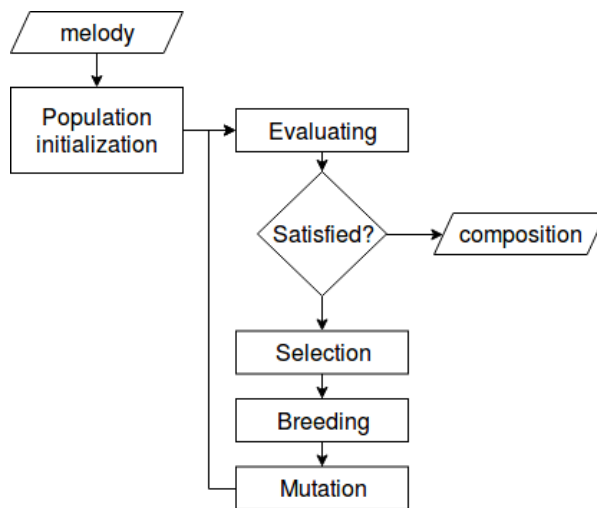 melody
Population
initialization
Evaluating
Satisfied?
composition
Selection
Breeding
Mutation